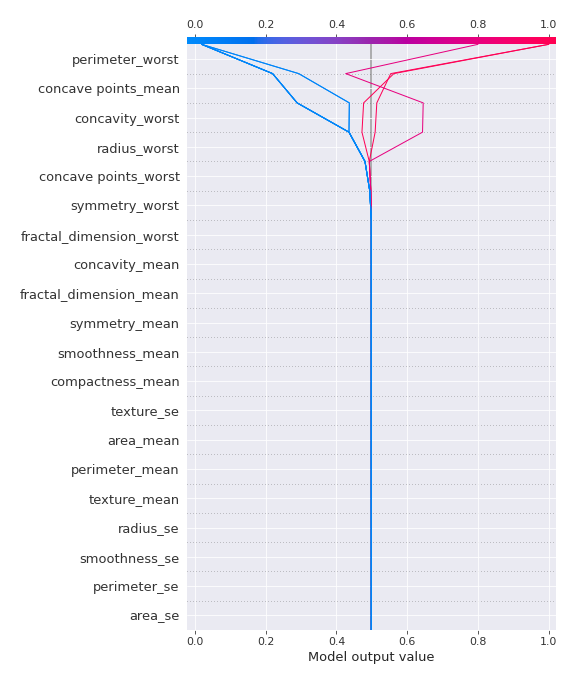 0.0 0.2 0.4 0.6 0.8 1.0
perimeter_worst
concave points_mean
concavity_worst
radius_worst
concave points_worst
symmetry_worst
fractal_dimension_worst
concavity_mean
fractal_dimension_mean
symmetry_mean
smoothness_mean
compactness_mean
texture_se
area_mean
perimeter_mean
texture_mean
radius_se
smoothness_se
perimeter_se
area_se
0.0 0.2 0.4 0.6 0.8 1.0
Model output value